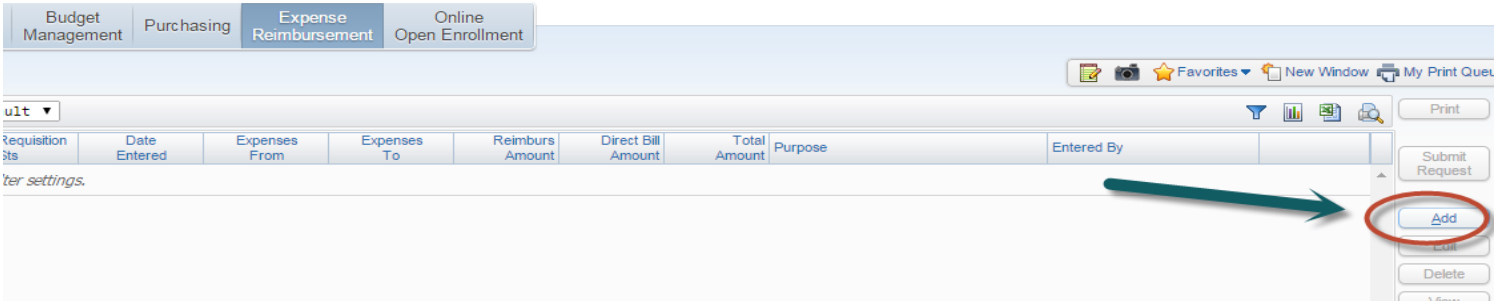 Budget Management
Purchasing
Expense Reimbursement
Online Open Enrollment
Favorites
New Window
My Print Queu
ult ▼
Print
Requisition Sts
Date Entered
Expenses From
Expenses To
Reimburs Amount
Direct Bill Amount
Total Amount
Purpose
Entered By
Submit Request
lter settings.
Add
Edit
Delete
View